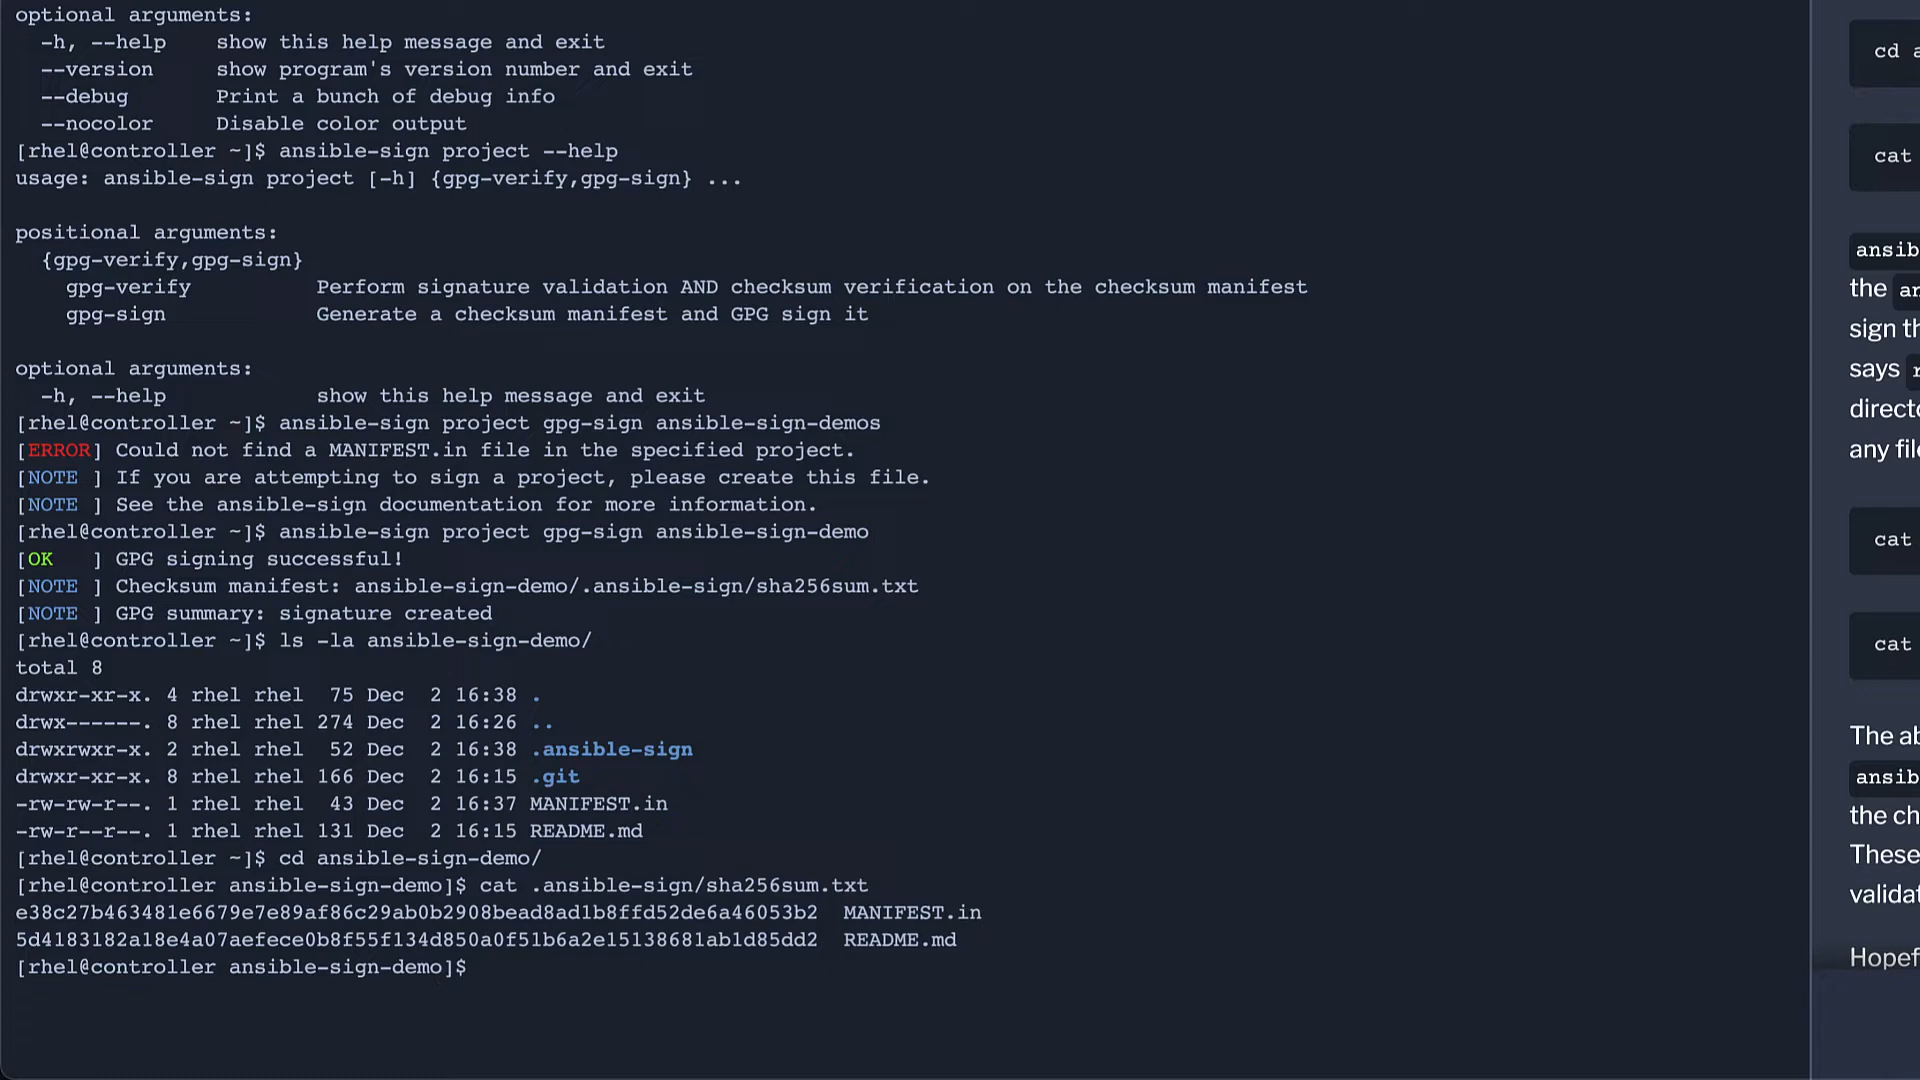 optional arguments:
  -h, --help    show this help message and exit
  --version     show program's version number and exit
  --debug       Print a bunch of debug info
  --nocolor     Disable color output
[rhel@controller ~]$ ansible-sign project --help
usage: ansible-sign project [-h] {gpg-verify,gpg-sign} ...
positional arguments:
  {gpg-verify,gpg-sign}
    gpg-verify          Perform signature validation AND checksum verification on the checksum manifest
    gpg-sign            Generate a checksum manifest and GPG sign it
optional arguments:
  -h, --help            show this help message and exit
[rhel@controller ~]$ ansible-sign project gpg-sign ansible-sign-demos
[ERROR] Could not find a MANIFEST.in file in the specified project.
[NOTE ] If you are attempting to sign a project, please create this file.
[NOTE ] See the ansible-sign documentation for more information.
[rhel@controller ~]$ ansible-sign project gpg-sign ansible-sign-demo
[OK   ] GPG signing successful!
[NOTE ] Checksum manifest: ansible-sign-demo/.ansible-sign/sha256sum.txt
[NOTE ] GPG summary: signature created
[rhel@controller ~]$ ls -la ansible-sign-demo/
total 8
drwxr-xr-x. 4 rhel rhel  75 Dec  2 16:38 .
drwx------. 8 rhel rhel 274 Dec  2 16:26 ..
drwxrwxr-x. 2 rhel rhel  52 Dec  2 16:38 .ansible-sign
drwxr-xr-x. 8 rhel rhel 166 Dec  2 16:15 .git
-rw-rw-r--. 1 rhel rhel  43 Dec  2 16:37 MANIFEST.in
-rw-r--r--. 1 rhel rhel 131 Dec  2 16:15 README.md
[rhel@controller ~]$ cd ansible-sign-demo/
[rhel@controller ansible-sign-demo]$ cat .ansible-sign/sha256sum.txt
e38c27b463481e6679e7e89af86c29ab0b2908bead8ad1b8ffd52de6a46053b2  MANIFEST.in
5d4183182a18e4a07aefece0b8f55f134d850a0f51b6a2e15138681ab1d85dd2  README.md
[rhel@controller ansible-sign-demo]$
cd
cat
ansib
the
sign
says
directo
any
cat
cat
The
ansib
the
These
valida
Hopef